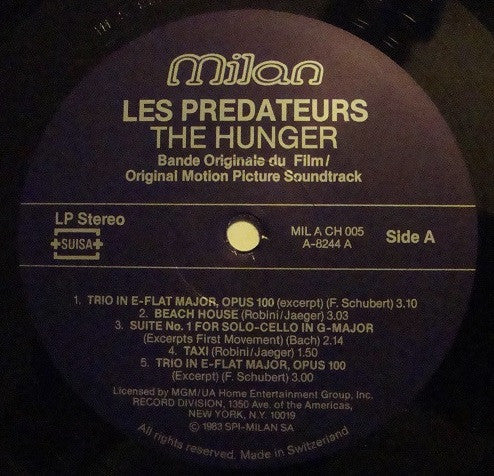 Milan
LES PREDATEURS
THE HUNGER
Bande Originale du Film/
Original Motion Picture Soundtrack
LP Stereo
+SUISA+
MIL A CH 005
A-8244 A
Side A
1. TRIO IN E-FLAT MAJOR, OPUS 100 (excerpt) (F. Schubert) 3.10
2. BEACH HOUSE (Robini/Jaeger) 3.03
3. SUITE No. 1 FOR SOLO-CELLO IN G-MAJOR
(Excerpts First Movement) (Bach) 2.14
4. TAXI (Robini/Jaeger) 1.50
5. TRIO IN E-FLAT MAJOR, OPUS 100
(Excerpt) (F. Schubert) 3.00
Licensed by MGM/UA Home Entertainment Group, Inc.
RECORD DIVISION, 1350 Ave. of the Americas,
NEW YORK, N.Y. 10019
© 1983 SPI-MILAN SA
All rights reserved. Made in Switzerland